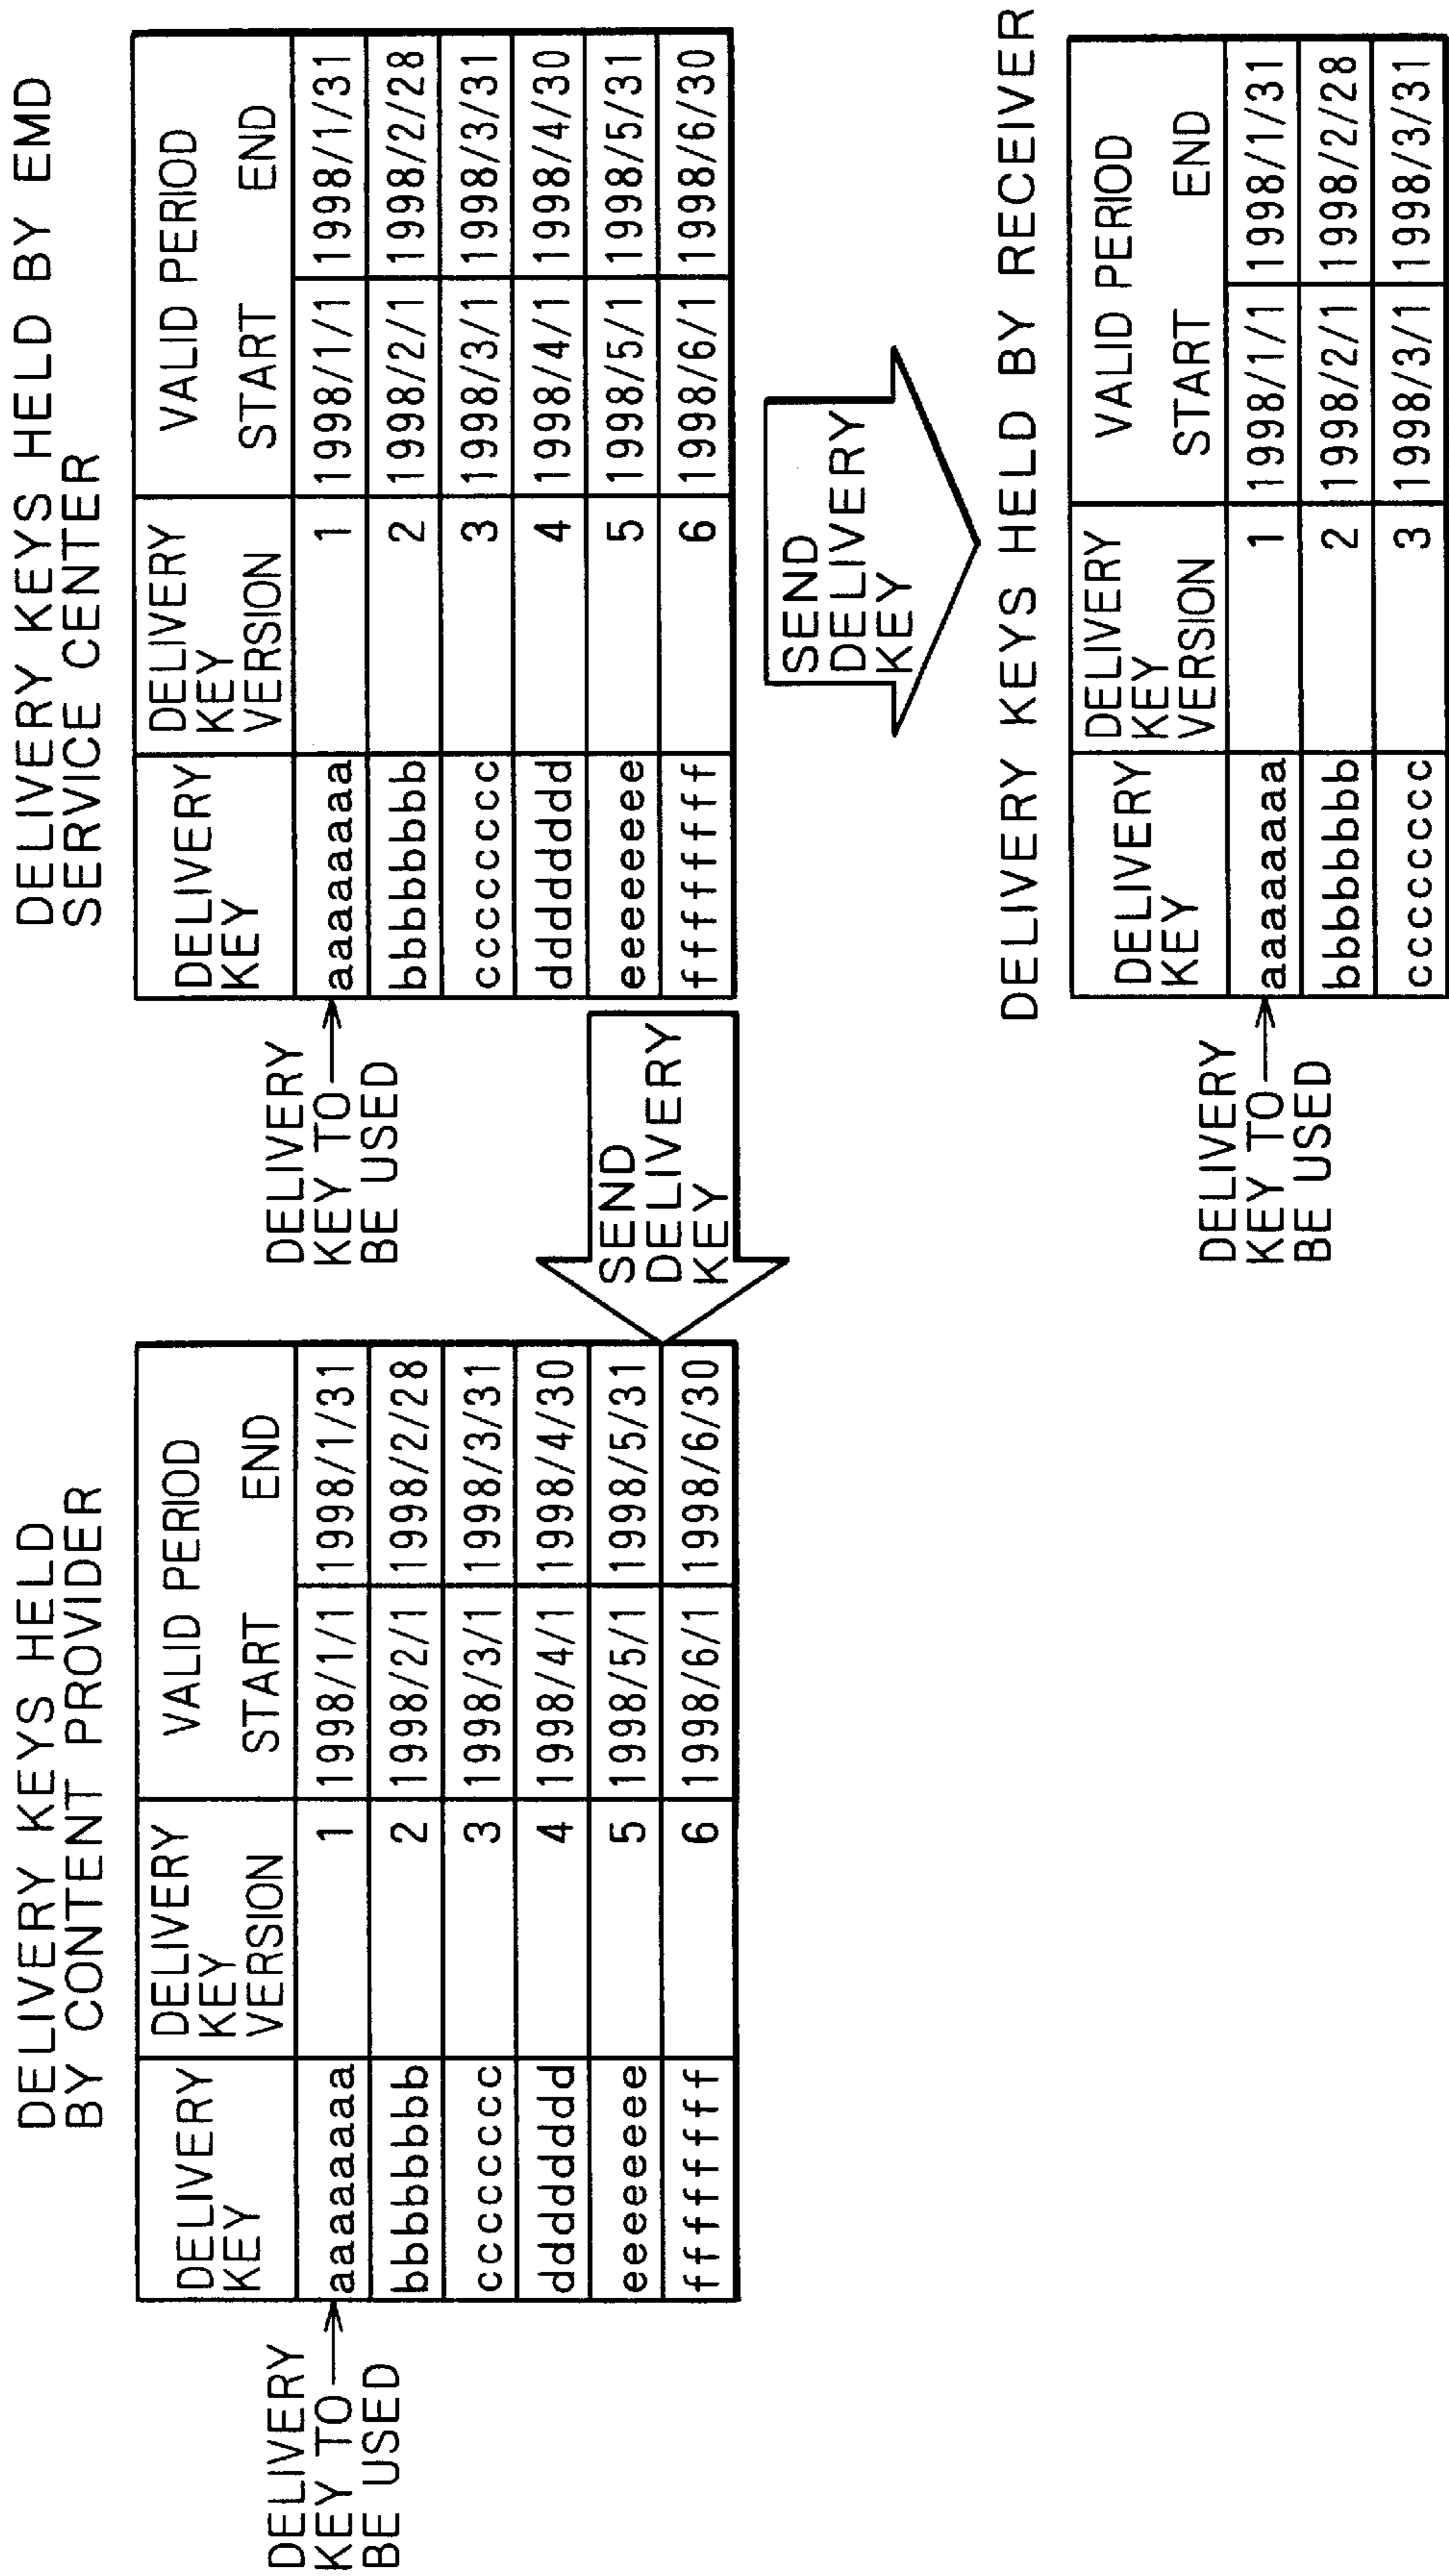 DELIVERY KEYS HELD
BY CONTENT PROVIDER
DELIVERY
KEY
DELIVERY
KEY
VERSION
VALID PERIOD
START END
aaaaaaaa 1 1998/1/1 1998/1/31
bbbbbbbb 2 1998/2/1 1998/2/28
cccccccc 3 1998/3/1 1998/3/31
dddddddd 4 1998/4/1 1998/4/30
eeeeeeee 5 1998/5/1 1998/5/31
ffffffff 6 1998/6/1 1998/6/30
DELIVERY
KEY TO
BE USED
DELIVERY KEYS HELD BY EMD
SERVICE CENTER
DELIVERY
KEY
DELIVERY
KEY
VERSION
VALID PERIOD
START END
aaaaaaaa 1 1998/1/1 1998/1/31
bbbbbbbb 2 1998/2/1 1998/2/28
cccccccc 3 1998/3/1 1998/3/31
dddddddd 4 1998/4/1 1998/4/30
eeeeeeee 5 1998/5/1 1998/5/31
ffffffff 6 1998/6/1 1998/6/30
DELIVERY
KEY TO
BE USED
SEND
DELIVERY
KEY
SEND
DELIVERY
KEY
DELIVERY KEYS HELD BY RECEIVER
DELIVERY
KEY
DELIVERY
KEY
VERSION
VALID PERIOD
START END
aaaaaaaa 1 1998/1/1 1998/1/31
bbbbbbbb 2 1998/2/1 1998/2/28
cccccccc 3 1998/3/1 1998/3/31
DELIVERY
KEY TO
BE USED